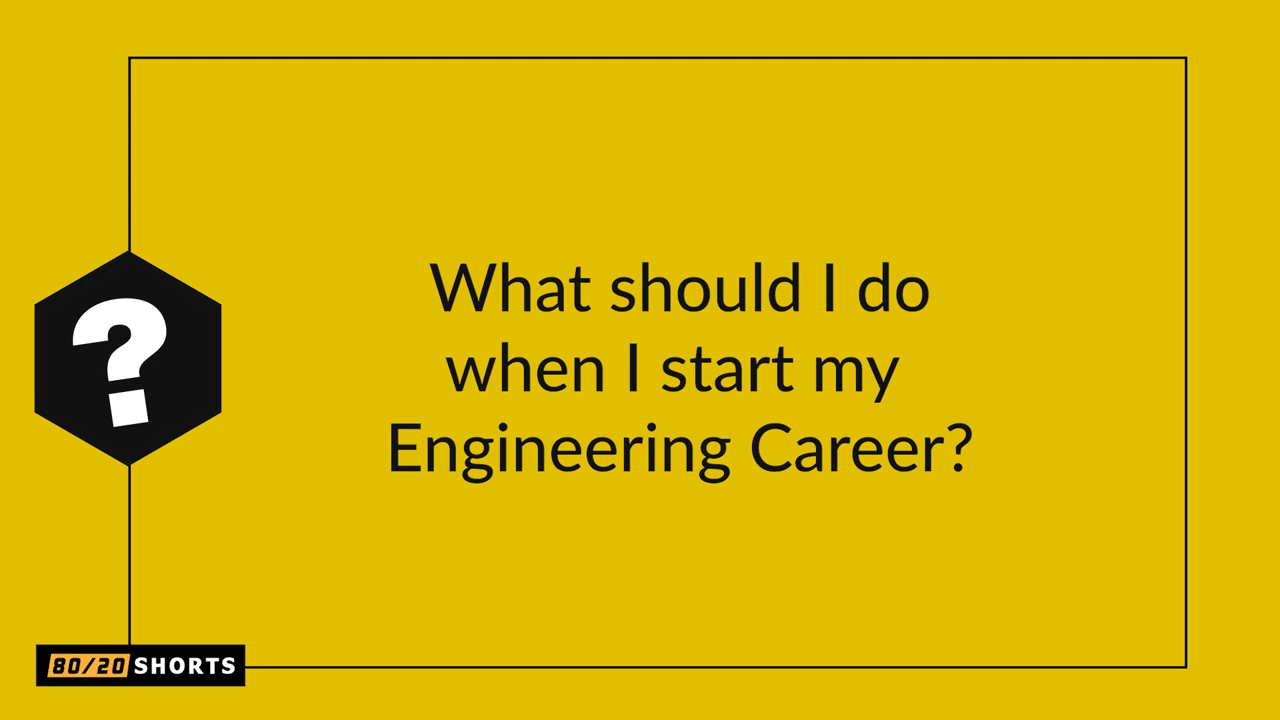 What should I do
when I start my
Engineering Career?
?
80/20 SHORTS